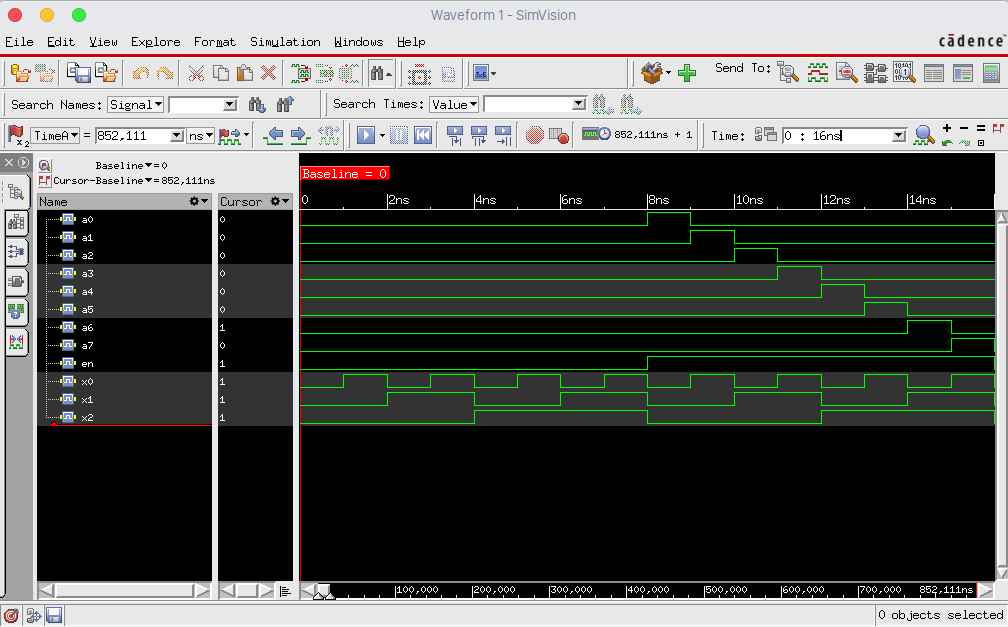 Waveform 1 - SimVision
File Edit View Explore Format Simulation Windows Help
cādence
Send To:
Search Names: Signal
Search Times: Value
TimeA = 852,111 ns
852,111ns + 1
Time: 0 : 16ns
Baseline = 0
Cursor-Baseline = 852,111ns
Baseline = 0
Name Cursor
0 2ns 4ns 6ns 8ns 10ns 12ns 14ns
a0 0
a1 0
a2 0
a3 0
a4 0
a5 0
a6 1
a7 0
en 1
x0 1
x1 1
x2 1
100,000 200,000 300,000 400,000 500,000 600,000 700,000 852,111ns
0 objects selected